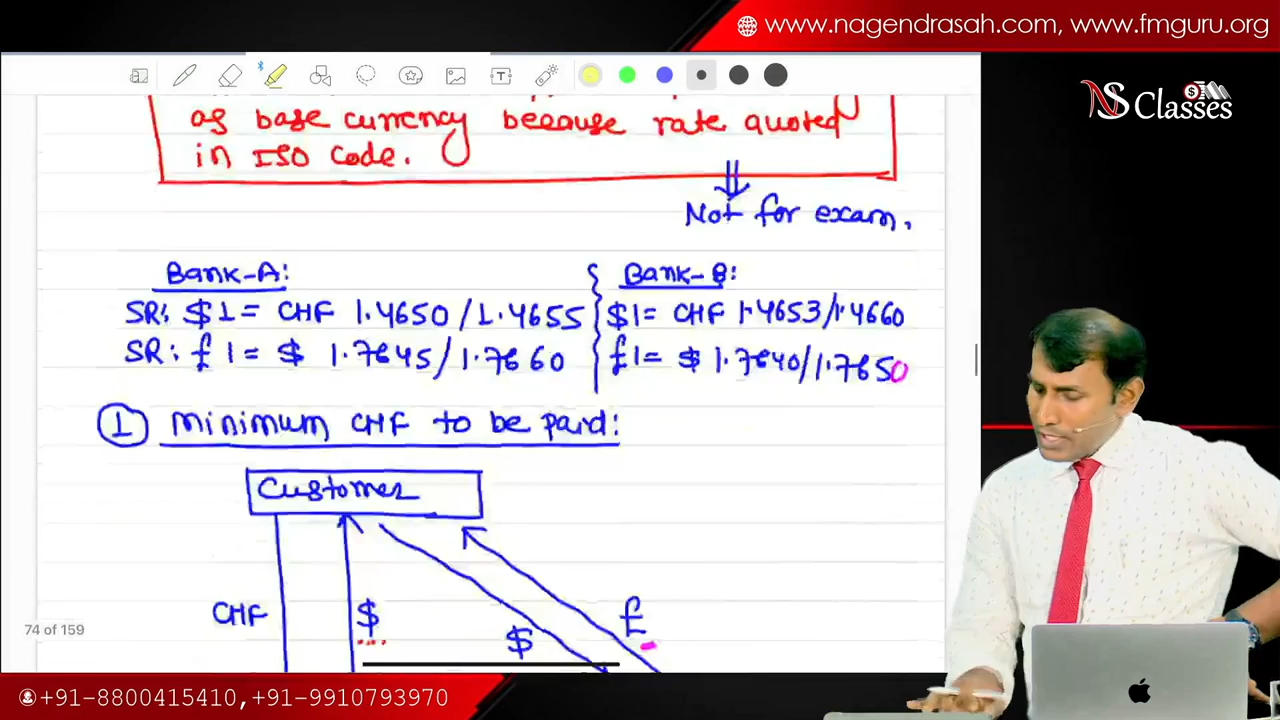 www.nagendrasah.com, www.fmguru.org
NS Classes
as base currency because rate quoted
in ISO code.
Not for exam.
Bank-A:
SR: $1 = CHF 1.4650/1.4655
SR: £1 = $ 1.7645/1.7660
Bank-B:
$1 = CHF 1.4653/1.4660
£1 = $ 1.7640/1.7650
① Minimum CHF to be paid:
Customer
CHF
$
$
£
74 of 159
+91-8800415410,+91-9910793970